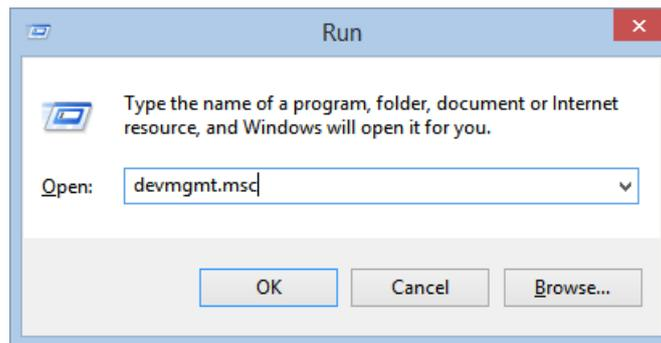 Run
Type the name of a program, folder, document or Internet
resource, and Windows will open it for you.
Open: devmgmt.msc
OK Cancel Browse...